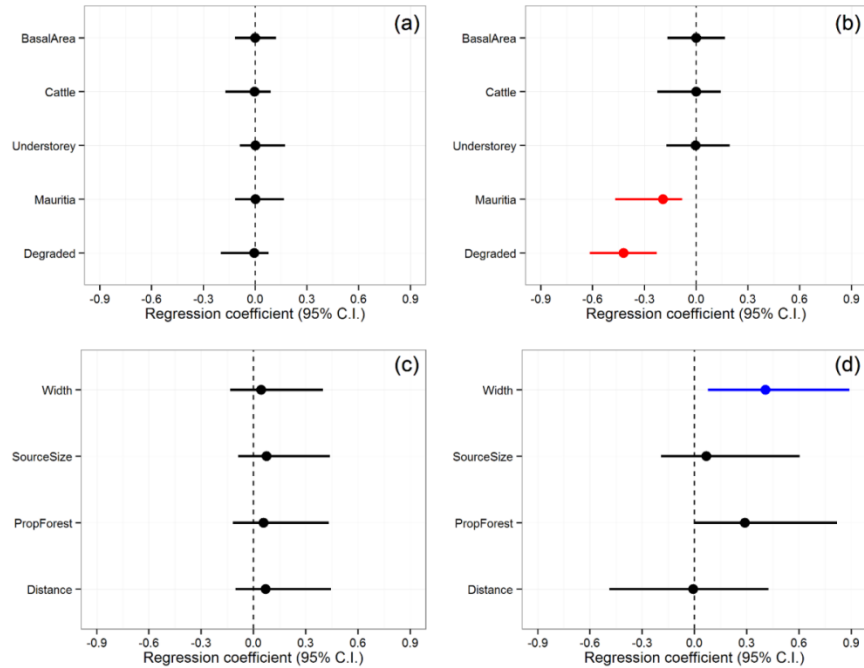 (a)
BasalArea
Cattle
Understorey
Mauritia
Degraded
-0.9 -0.6 -0.3 0.0 0.3 0.6 0.9
Regression coefficient (95% C.I.)
(b)
BasalArea
Cattle
Understorey
Mauritia
Degraded
-0.9 -0.6 -0.3 0.0 0.3 0.6 0.9
Regression coefficient (95% C.I.)
(c)
Width
SourceSize
PropForest
Distance
-0.9 -0.6 -0.3 0.0 0.3 0.6 0.9
Regression coefficient (95% C.I.)
(d)
Width
SourceSize
PropForest
Distance
-0.9 -0.6 -0.3 0.0 0.3 0.6 0.9
Regression coefficient (95% C.I.)